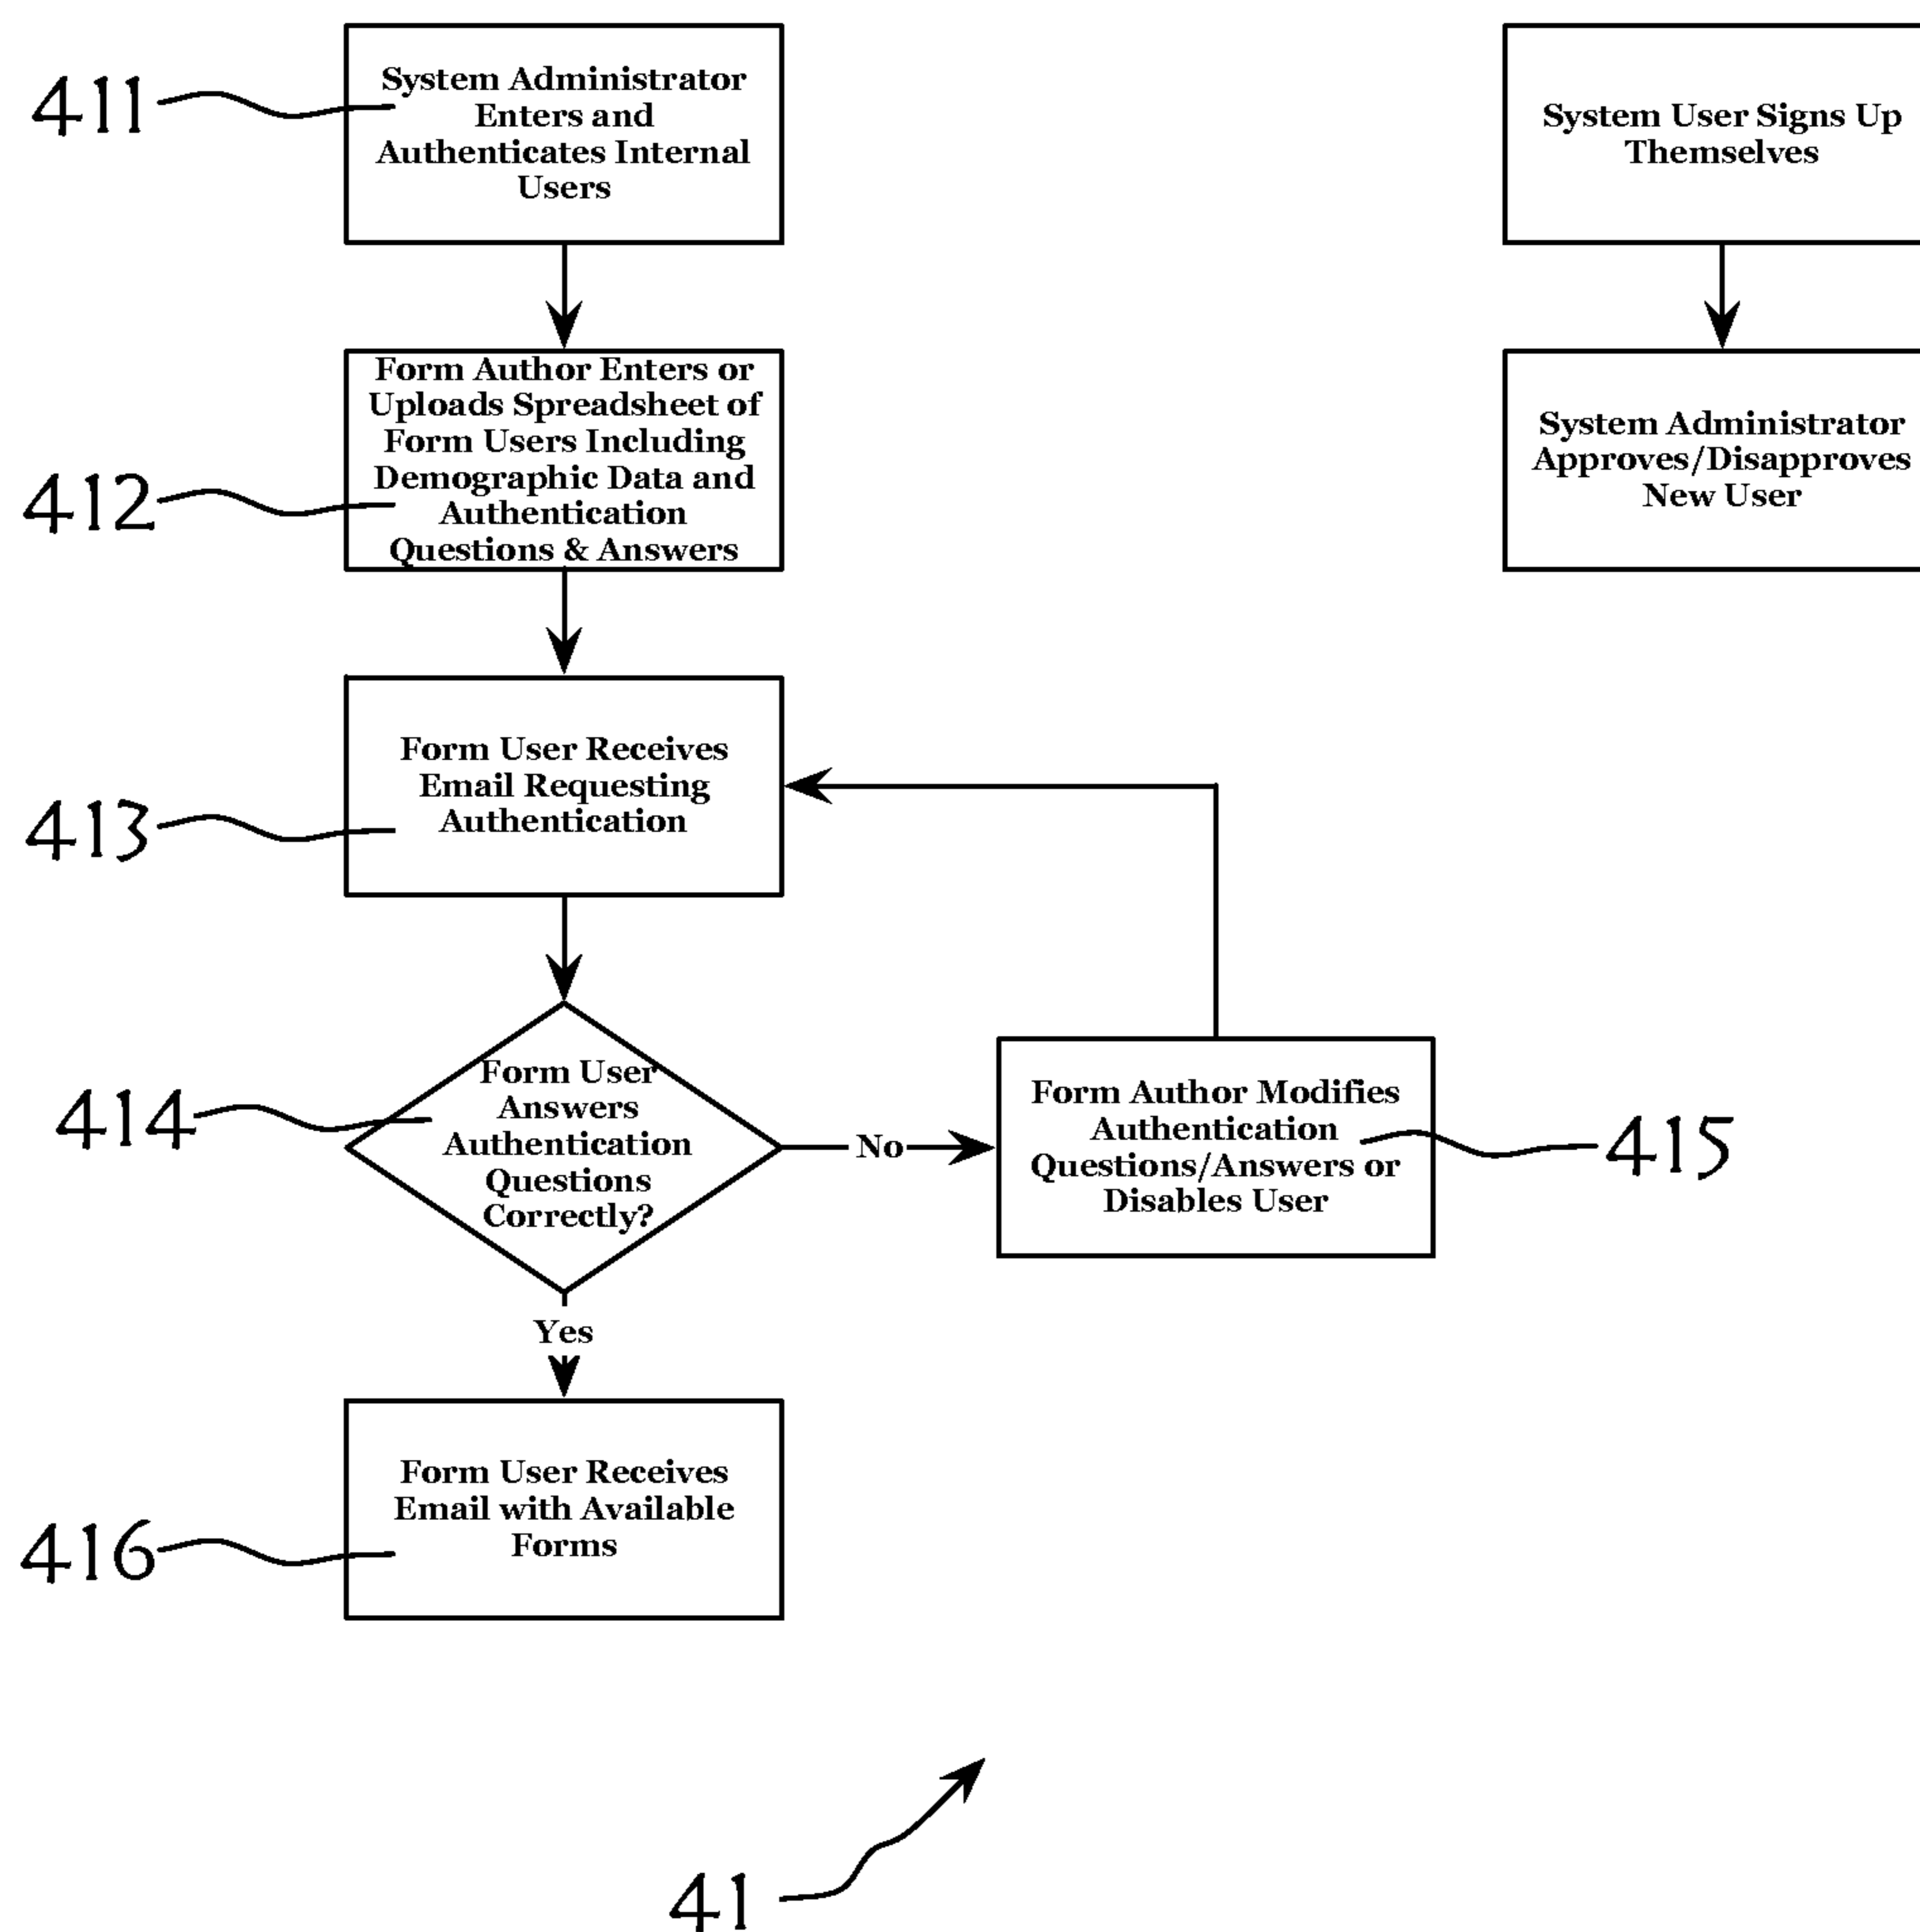 411
System Administrator
Enters and
Authenticates Internal
Users
System User Signs Up
Themselves
412
Form Author Enters or
Uploads Spreadsheet of
Form Users Including
Demographic Data and
Authentication
Questions & Answers
System Administrator
Approves/Disapproves
New User
413
Form User Receives
Email Requesting
Authentication
414
Form User
Answers
Authentication
Questions
Correctly?
No
Form Author Modifies
Authentication
Questions/Answers or
Disables User
415
Yes
416
Form User Receives
Email with Available
Forms
41